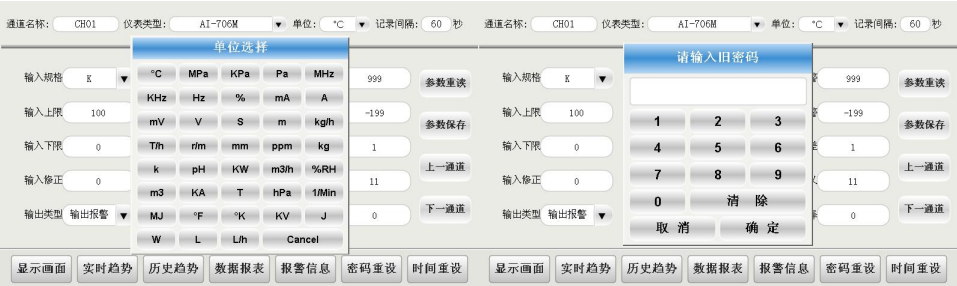 通道名称: CH01 仪表类型: AI-706M 单位: °C 记录间隔: 60 秒
单位选择
°C MPa KPa Pa MHz
KHz Hz % mA A
mV V S m kg/h
T/h r/m mm ppm kg
k pH KW m3/h %RH
m3 KA T hPa 1/Min
MJ °F °K KV J
W L L/h Cancel
输入规格 K 999 参数重读
输入上限 100 -199 参数保存
输入下限 0 1 上一通道
输入修正 0 11 下一通道
输出类型 输出报警 0
显示画面 实时趋势 历史趋势 数据报表 报警信息 密码重设 时间重设
通道名称: CH01 仪表类型: AI-706M 单位: °C 记录间隔: 60 秒
请输入旧密码
1 2 3
4 5 6
7 8 9
0 清 除
取 消 确 定
输入规格 K 999 参数重读
输入上限 100 -199 参数保存
输入下限 0 1 上一通道
输入修正 0 11 下一通道
输出类型 输出报警 0
显示画面 实时趋势 历史趋势 数据报表 报警信息 密码重设 时间重设